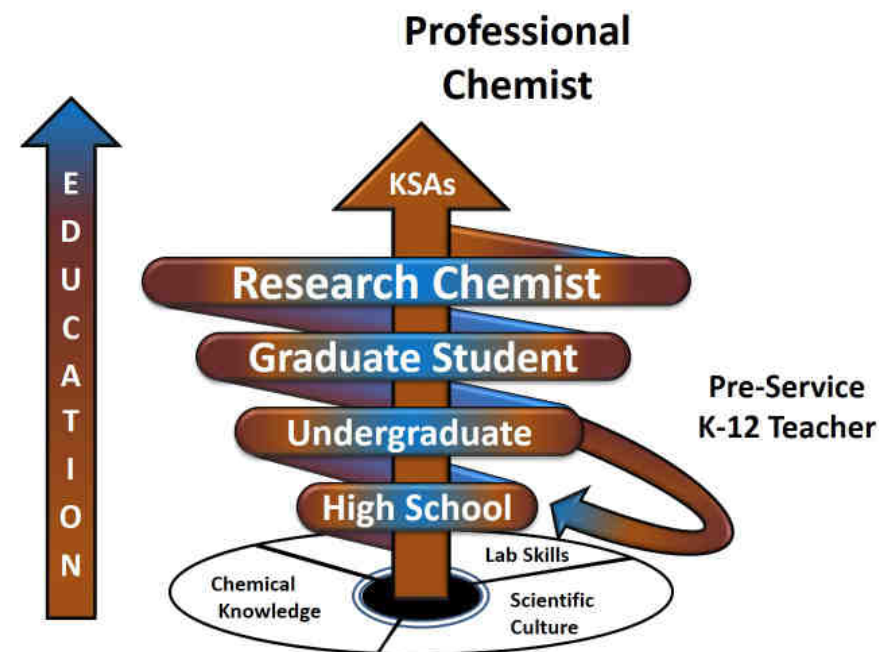 Professional
Chemist
EDUCATION
KSAs
Research Chemist
Graduate Student
Pre-Service
K-12 Teacher
Undergraduate
High School
Lab Skills
Chemical
Knowledge
Scientific
Culture